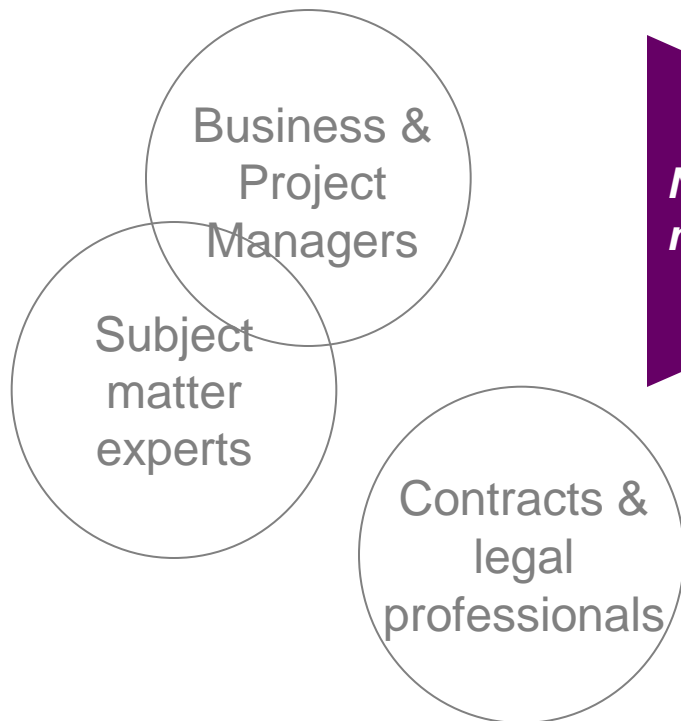 Business &
Project
Managers
Subject
matter
experts
Contracts &
legal
professionals